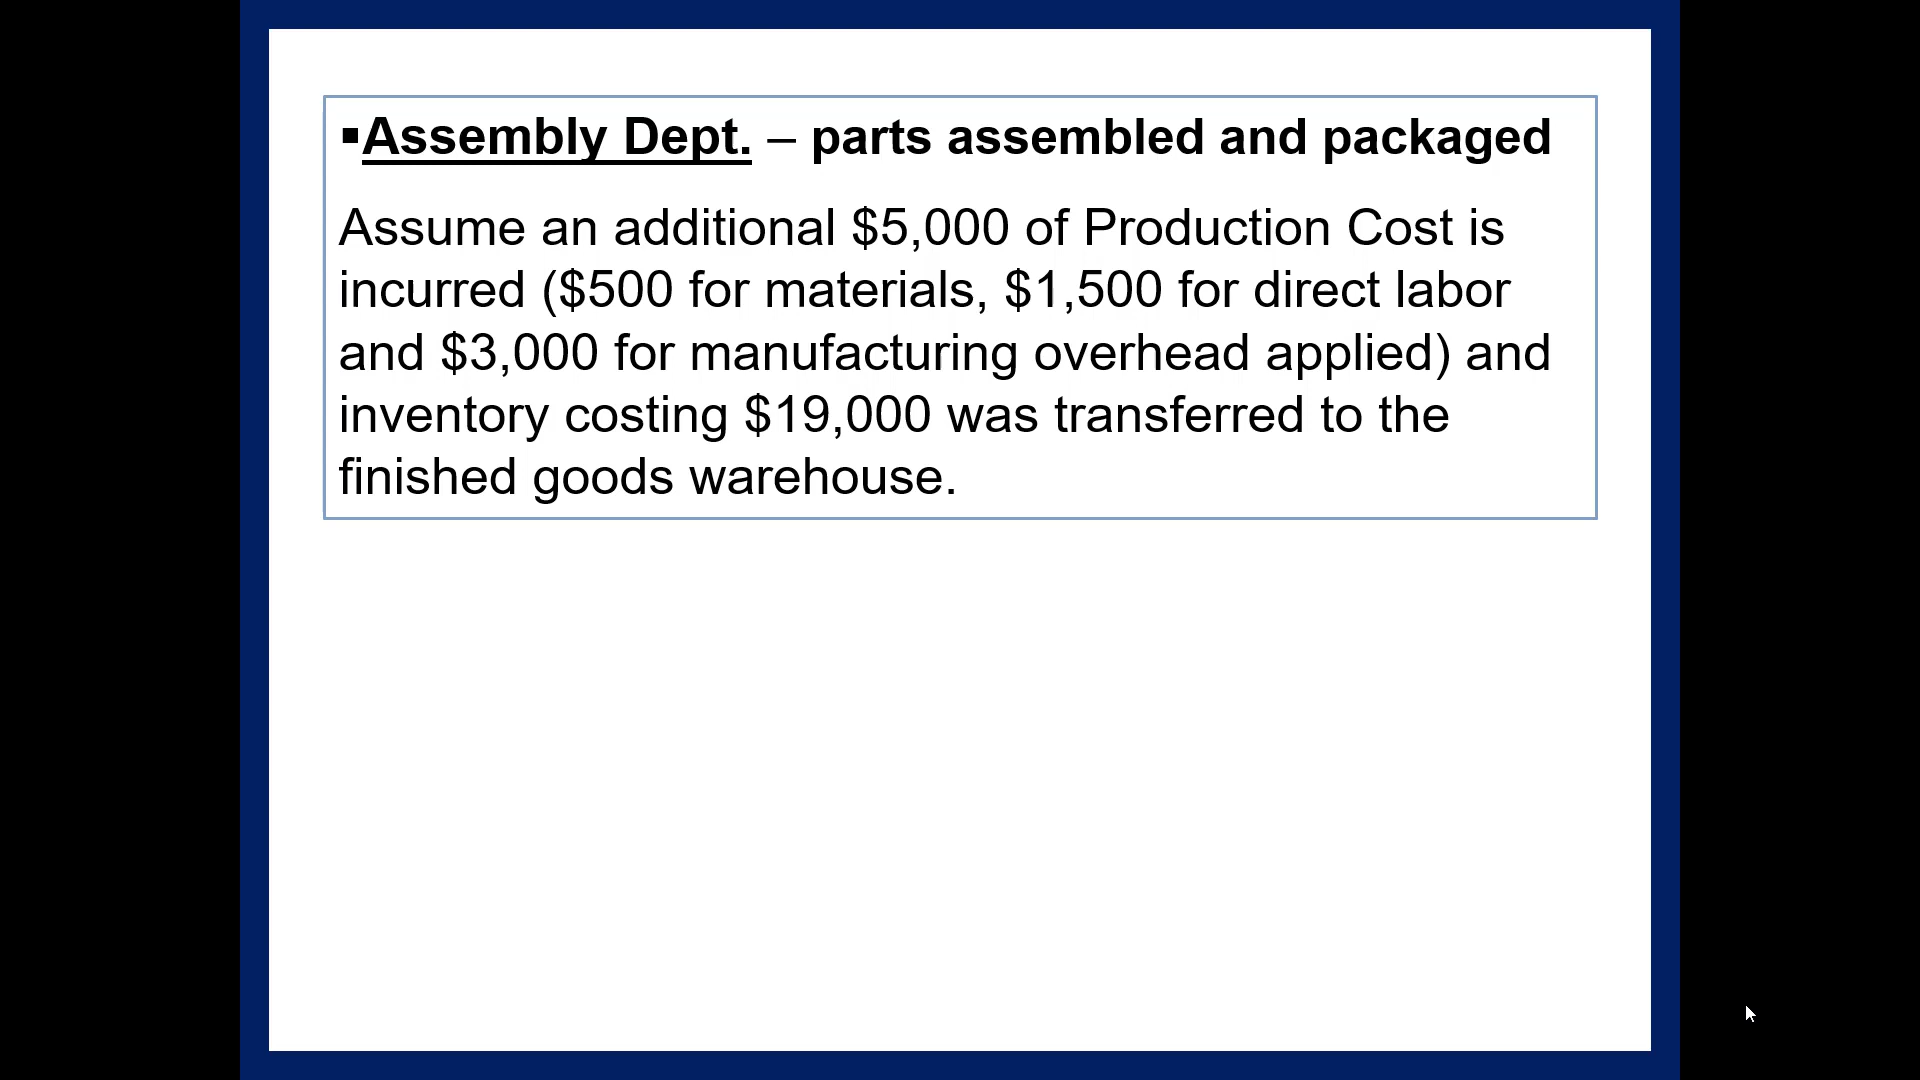 ▪Assembly Dept. – parts assembled and packaged
Assume an additional $5,000 of Production Cost is
incurred ($500 for materials, $1,500 for direct labor
and $3,000 for manufacturing overhead applied) and
inventory costing $19,000 was transferred to the
finished goods warehouse.